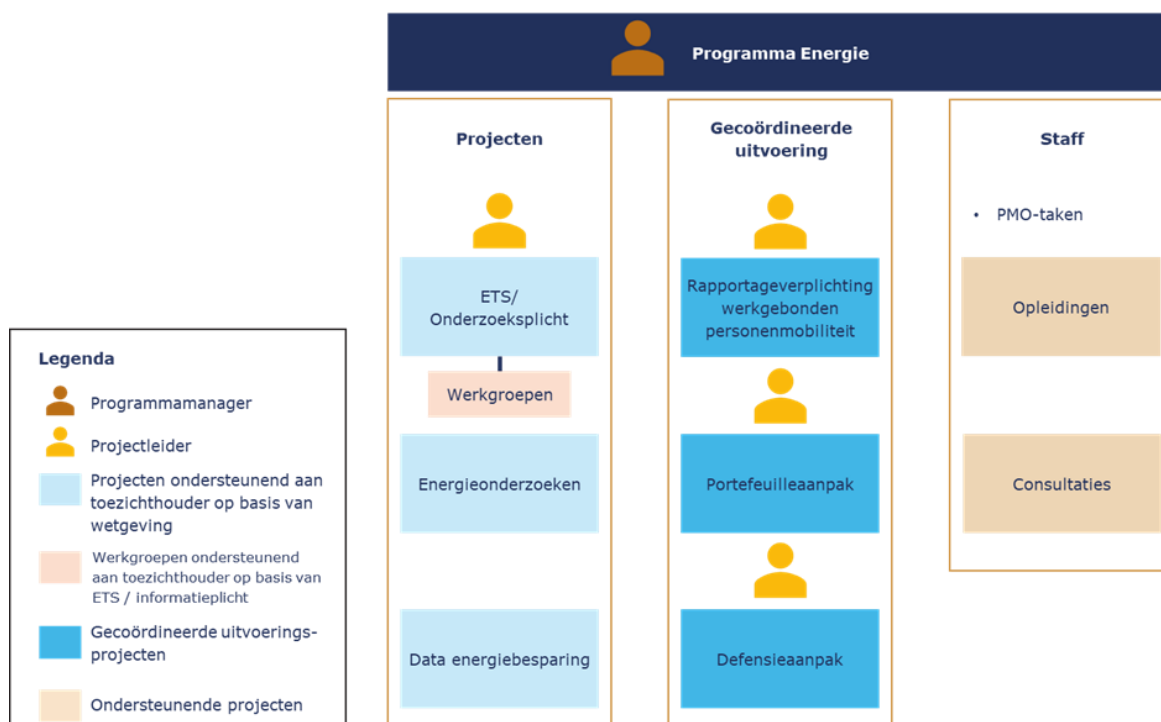 Programma Energie
Projecten
ETS/
Onderzoeksplicht
Werkgroepen
Energieonderzoeken
Data energiebesparing
Gecoördineerde
uitvoering
Rapportageverplichting
werkgebonden
personenmobiliteit
Portefeuilleaanpak
Defensieaanpak
Staff
• PMO-taken
Opleidingen
Consultaties
Legenda
Programmamanager
Projectleider
Projecten ondersteunend aan
toezichthouder op basis van
wetgeving
Werkgroepen ondersteunend
aan toezichthouder op basis van
ETS / informatieplicht
Gecoördineerde uitvoerings-
projecten
Ondersteunende projecten